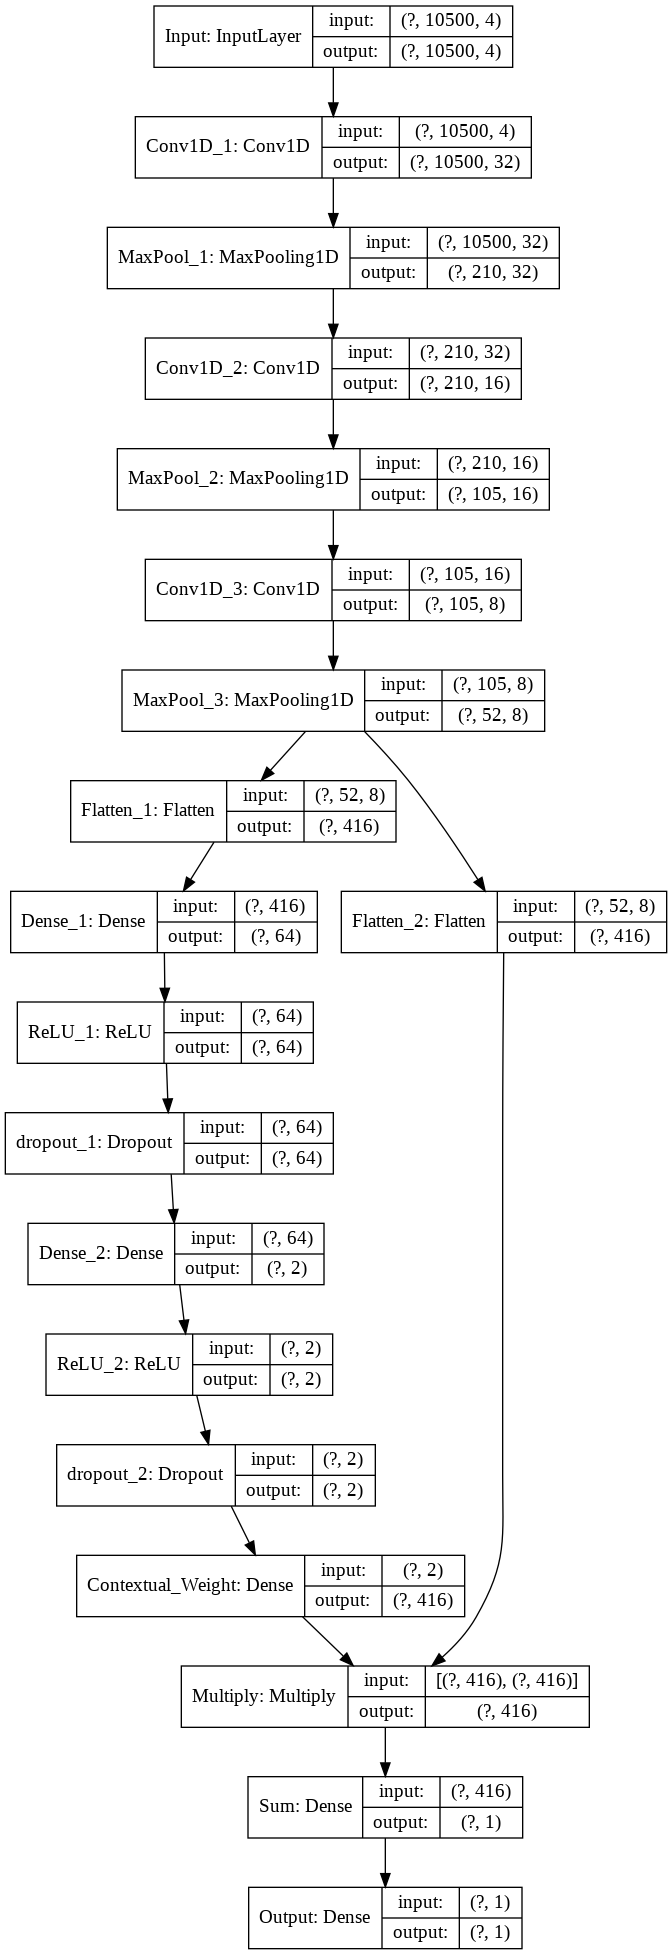 Input: InputLayer
input: (?, 10500, 4)
output: (?, 10500, 4)
Conv1D_1: Conv1D
input: (?, 10500, 4)
output: (?, 10500, 32)
MaxPool_1: MaxPooling1D
input: (?, 10500, 32)
output: (?, 210, 32)
Conv1D_2: Conv1D
input: (?, 210, 32)
output: (?, 210, 16)
MaxPool_2: MaxPooling1D
input: (?, 210, 16)
output: (?, 105, 16)
Conv1D_3: Conv1D
input: (?, 105, 16)
output: (?, 105, 8)
MaxPool_3: MaxPooling1D
input: (?, 105, 8)
output: (?, 52, 8)
Flatten_1: Flatten
input: (?, 52, 8)
output: (?, 416)
Dense_1: Dense
input: (?, 416)
output: (?, 64)
Flatten_2: Flatten
input: (?, 52, 8)
output: (?, 416)
ReLU_1: ReLU
input: (?, 64)
output: (?, 64)
dropout_1: Dropout
input: (?, 64)
output: (?, 64)
Dense_2: Dense
input: (?, 64)
output: (?, 2)
ReLU_2: ReLU
input: (?, 2)
output: (?, 2)
dropout_2: Dropout
input: (?, 2)
output: (?, 2)
Contextual_Weight: Dense
input: (?, 2)
output: (?, 416)
Multiply: Multiply
input: [(?, 416), (?, 416)]
output: (?, 416)
Sum: Dense
input: (?, 416)
output: (?, 1)
Output: Dense
input: (?, 1)
output: (?, 1)